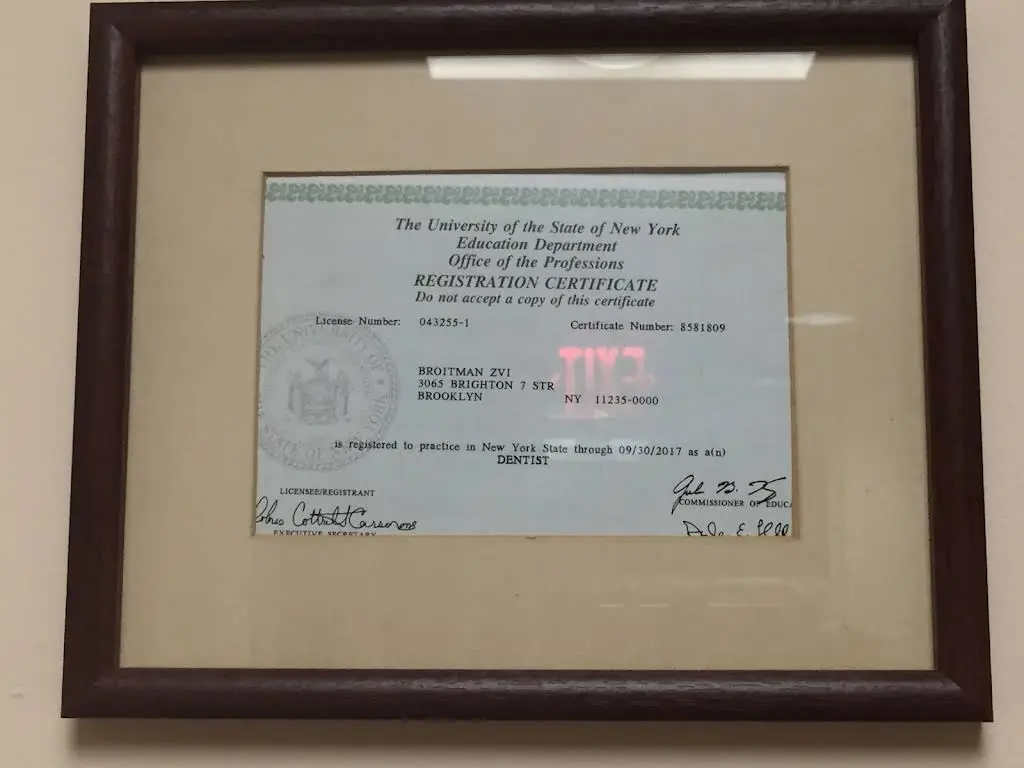 The University of the State of New York
Education Department
Office of the Professions
REGISTRATION CERTIFICATE
Do not accept a copy of this certificate
License Number: 043255-1 Certificate Number: 8581809
BROITMAN ZVI
3065 BRIGHTON 7 STR
BROOKLYN NY 11235-0000
is registered to practice in New York State through 09/30/2017 as a(n)
DENTIST
LICENSEE/REGISTRANT
COMMISSIONER OF EDUCA
EXECUTIVE SECRETARY
EXIT